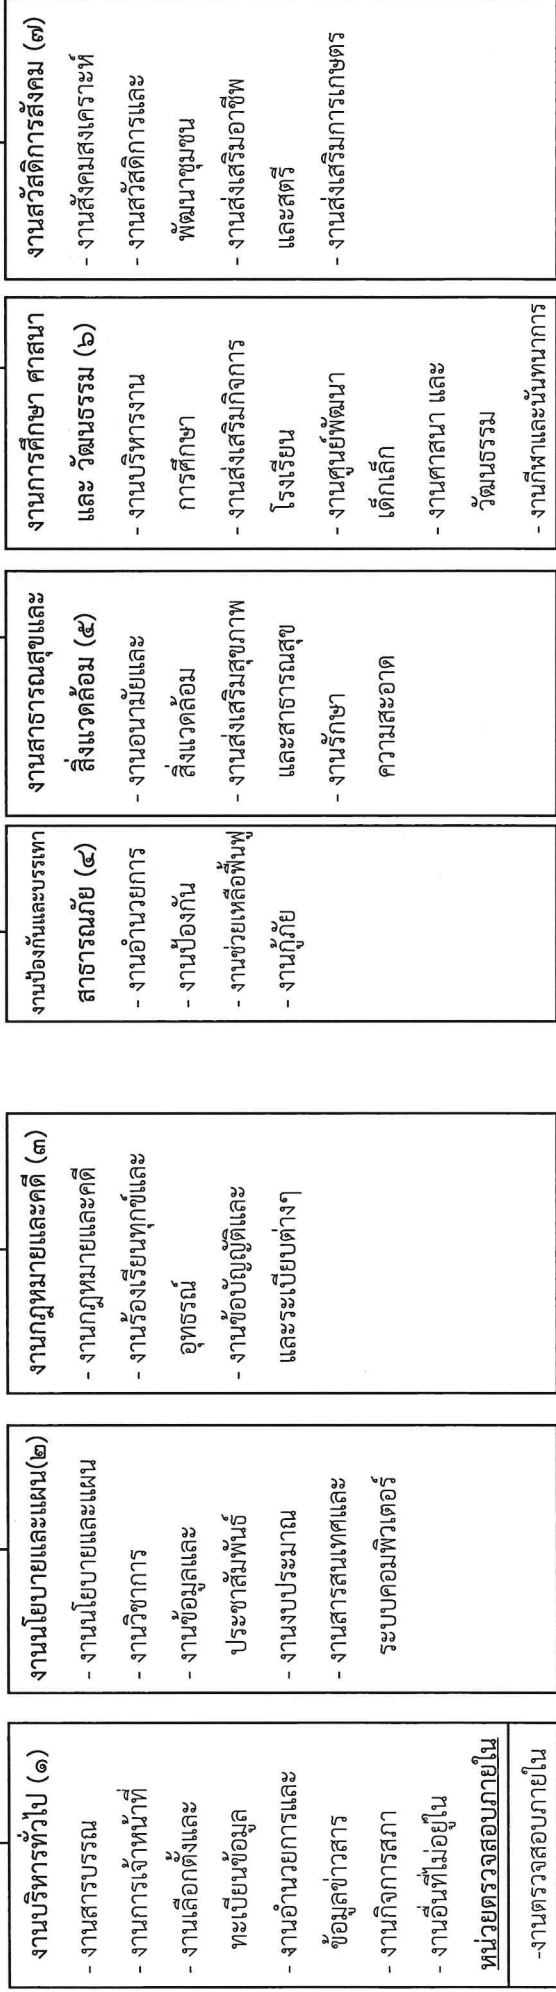 งานบริหารทั่วไป (๑)
- งานสารบรรณ
- งานการเจ้าหน้าที่
- งานเลือกตั้งและ
ทะเบียนข้อมูล
- งานอำนวยการและ
ข้อมูลข่าวสาร
- งานกิจการสภา
- งานอื่นที่ไม่อยู่ใน
หน่วยตรวจสอบภายใน
-งานตรวจสอบภายใน
งานนโยบายและแผน(๒)
- งานนโยบายและแผน
- งานวิชาการ
- งานข้อมูลและ
ประชาสัมพันธ์
- งานงบประมาณ
- งานสารสนเทศและ
ระบบคอมพิวเตอร์
งานกฎหมายและคดี (๓)
- งานกฎหมายและคดี
- งานร้องเรียนทุกข์และ
อุทธรณ์
- งานข้อบัญญัติและ
และระเบียบต่างๆ
งานป้องกันและบรรเทา
สาธารณภัย (๔)
- งานอำนวยการ
- งานป้องกัน
- งานช่วยเหลือฟื้นฟู
- งานกู้ภัย
งานสาธารณสุขและ
สิ่งแวดล้อม (๕)
- งานอนามัยและ
สิ่งแวดล้อม
- งานส่งเสริมสุขภาพ
และสาธารณสุข
- งานรักษา
ความสะอาด
งานการศึกษา ศาสนา
และ วัฒนธรรม (๖)
- งานบริหารงาน
การศึกษา
- งานส่งเสริมกิจการ
โรงเรียน
- งานศูนย์พัฒนา
เด็กเล็ก
- งานศาสนา และ
วัฒนธรรม
- งานกีฬาและนันทนาการ
งานสวัสดิการสังคม (๗)
- งานสังคมสงเคราะห์
- งานสวัสดิการและ
พัฒนาชุมชน
- งานส่งเสริมอาชีพ
และสตรี
- งานส่งเสริมการเกษตร